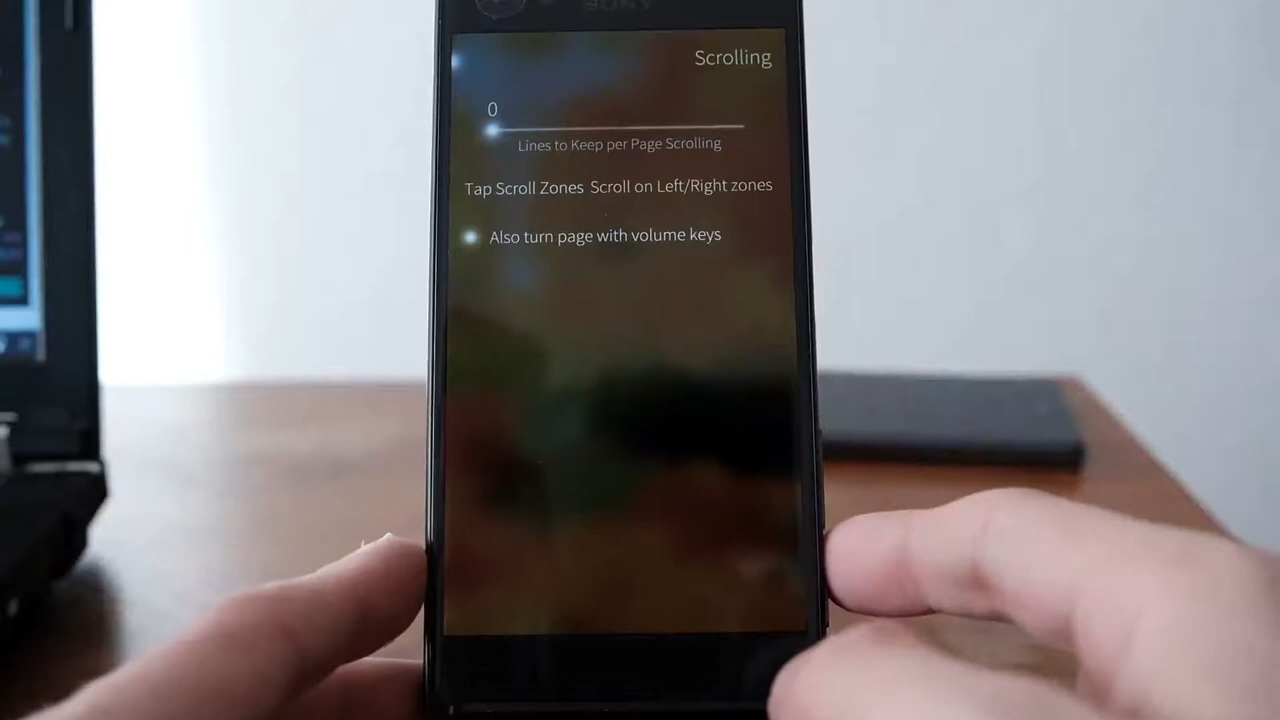 SONY
Scrolling
0
Lines to Keep per Page Scrolling
Tap Scroll Zones Scroll on Left/Right zones
Also turn page with volume keys